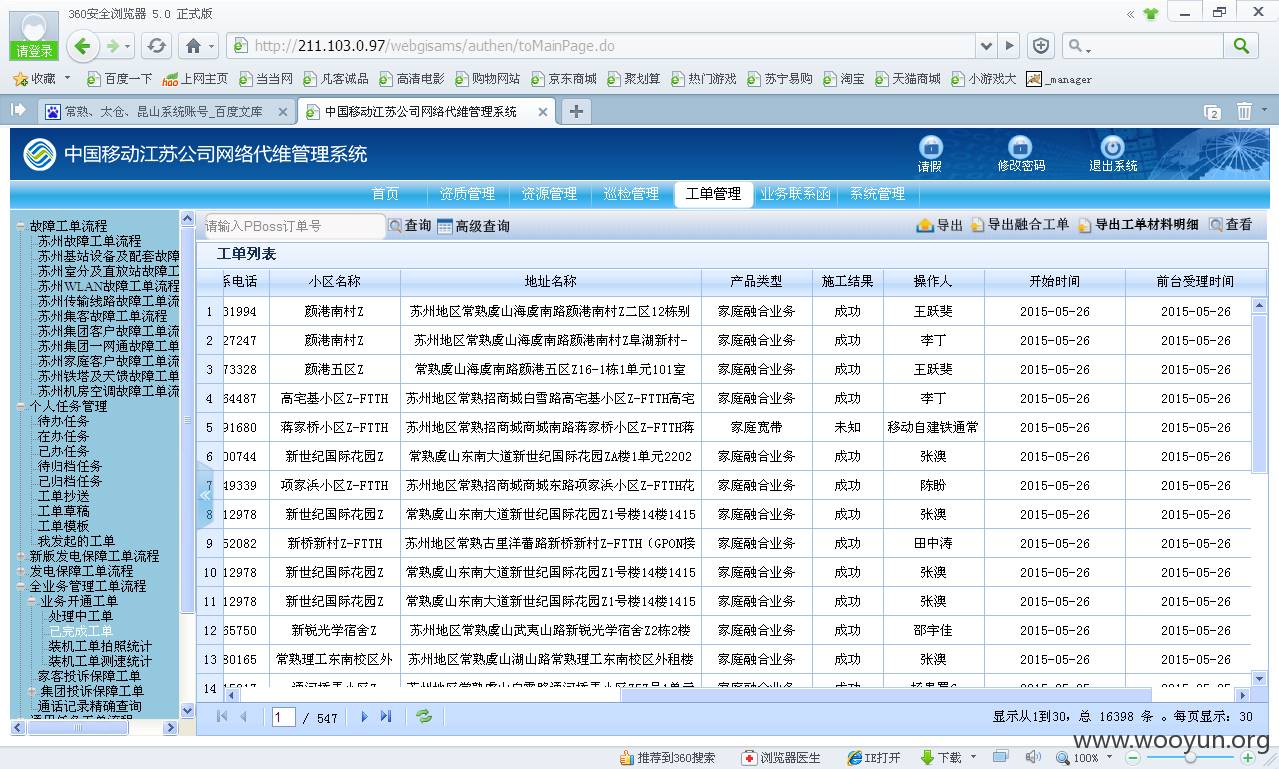 360安全浏览器 5.0 正式版
请登录
http://211.103.0.97/webgisams/authen/toMainPage.do
收藏 百度一下 hao 上网主页 当当网 凡客诚品 高清电影 购物网站 京东商城 聚划算 热门游戏 苏宁易购 淘宝 天猫商城 小游戏大 _manager
常熟、太仓、昆山系统账号_百度文库 中国移动江苏公司网络代维管理系统 2
中国移动江苏公司网络代维管理系统 请假 修改密码 退出系统
首页 资质管理 资源管理 巡检管理 工单管理 业务联系函 系统管理
故障工单流程
苏州故障工单流程
苏州基站设备及配套故障
苏州室分及直放站故障工
苏州WLAN故障工单流程
苏州传输线路故障工单流
苏州集客故障工单流程
苏州集团客户故障工单流
苏州集团一网通故障工单
苏州家庭客户故障工单流
苏州铁塔及天馈故障工单
苏州机房空调故障工单流
个人任务管理
待办任务
在办任务
已办任务
待归档任务
已归档任务
工单抄送
工单草稿
工单模板
我发起的工单
新版发电保障工单流程
发电保障工单流程
全业务管理工单流程
业务开通工单
处理中工单
已完成工单
装机工单拍照统计
装机工单测速统计
家客投诉保障工单
集团投诉保障工单
通话记录精确查询
请输入PBoss订单号 查询 高级查询 导出 导出融合工单 导出工单材料明细 查看
工单列表
系电话 小区名称 地址名称 产品类型 施工结果 操作人 开始时间 前台受理时间
1 31994 颜港南村Z 苏州地区常熟虞山海虞南路颜港南村Z二区12栋别 家庭融合业务 成功 王跃斐 2015-05-26 2015-05-26
2 27247 颜港南村Z 苏州地区常熟虞山海虞南路颜港南村Z阜湖新村- 家庭融合业务 成功 李丁 2015-05-26 2015-05-26
3 73328 颜港五区Z 常熟虞山海虞南路颜港五区Z16-1栋1单元101室 家庭融合业务 成功 王跃斐 2015-05-26 2015-05-26
4 64487 高宅基小区Z-FTTH 苏州地区常熟招商城白雪路高宅基小区Z-FTTH高宅 家庭融合业务 成功 李丁 2015-05-26 2015-05-26
5 91680 蒋家桥小区Z-FTTH 苏州地区常熟招商城商城南路蒋家桥小区Z-FTTH蒋 家庭宽带 未知 移动自建铁通常 2015-05-26 2015-05-26
6 00744 新世纪国际花园Z 常熟虞山东南大道新世纪国际花园ZA楼1单元2202 家庭融合业务 成功 张澳 2015-05-26 2015-05-26
7 49339 项家浜小区Z-FTTH 苏州地区常熟招商城商城东路项家浜小区Z-FTTH花 家庭融合业务 成功 陈盼 2015-05-26 2015-05-26
8 12978 新世纪国际花园Z 常熟虞山东南大道新世纪国际花园Z1号楼14楼1415 家庭融合业务 成功 张澳 2015-05-26 2015-05-26
9 52082 新桥新村Z-FTTH 苏州地区常熟古里洋蕾路新桥新村Z-FTTH（GPON接 家庭融合业务 成功 田中涛 2015-05-26 2015-05-26
10 12978 新世纪国际花园Z 常熟虞山东南大道新世纪国际花园Z1号楼14楼1415 家庭融合业务 成功 张澳 2015-05-26 2015-05-26
11 12978 新世纪国际花园Z 常熟虞山东南大道新世纪国际花园Z1号楼14楼1415 家庭融合业务 成功 张澳 2015-05-26 2015-05-26
12 65750 新锐光学宿舍Z 苏州地区常熟虞山武夷山路新锐光学宿舍Z2栋2楼 家庭融合业务 成功 邵宇佳 2015-05-26 2015-05-26
13 30165 常熟理工东南校区外 苏州地区常熟虞山湖山路常熟理工东南校区外租楼 家庭融合业务 成功 张澳 2015-05-26 2015-05-26
14
1 / 547 显示从1到30，总 16398 条 。每页显示： 30
www.wooyun.org
推荐到360搜索 浏览器医生 IE打开 下载 100%